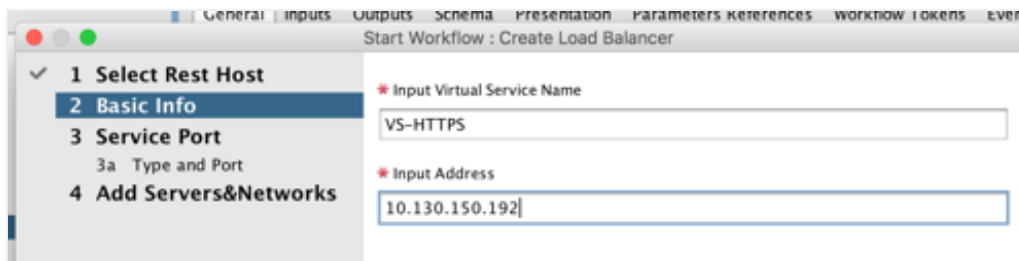 General Inputs Outputs Schema Presentation Parameters References Workflow Tokens
Start Workflow : Create Load Balancer
1 Select Rest Host
2 Basic Info
3 Service Port
3a Type and Port
4 Add Servers&Networks
* Input Virtual Service Name
VS-HTTPS
* Input Address
10.130.150.192